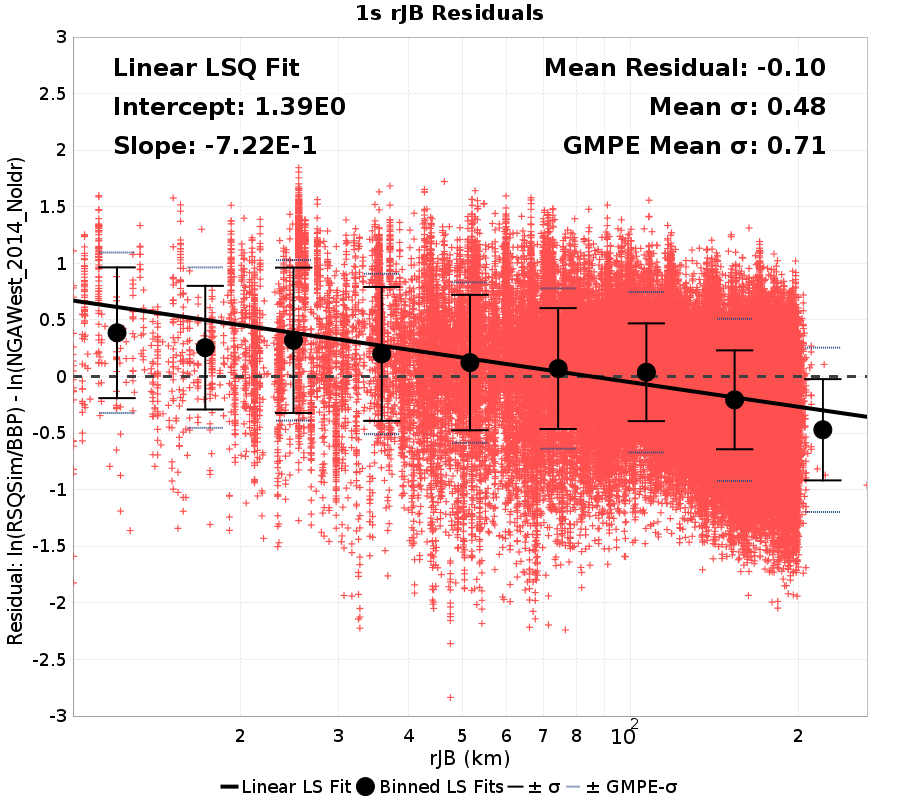 1s rJB Residuals
Linear LSQ Fit
Intercept: 1.39E0
Slope: -7.22E-1
Mean Residual: -0.10
Mean σ: 0.48
GMPE Mean σ: 0.71
Residual: ln(RSQSim/BBP) - ln(NGAWest_2014_NoIdr)
3
2.5
2
1.5
1
0.5
0
-0.5
-1
-1.5
-2
-2.5
-3
2 3 4 5 6 7 8 10² 2
rJB (km)
Linear LS Fit Binned LS Fits ± σ ± GMPE-σ